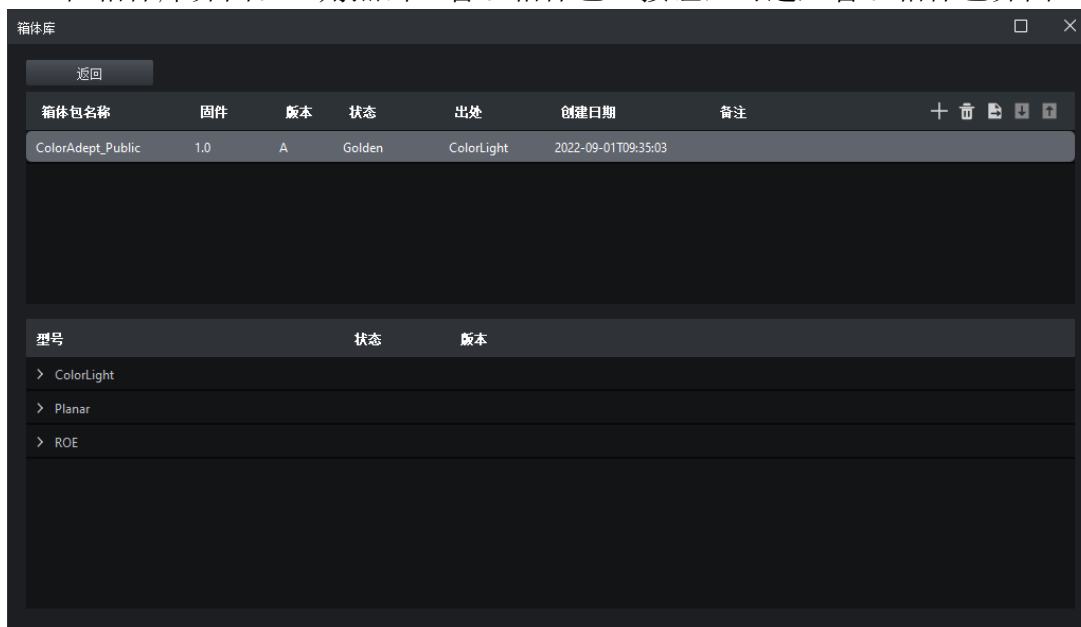 箱体库
返回
箱体包名称 固件 版本 状态 出处 创建日期 备注
ColorAdept_Public 1.0 A Golden ColorLight 2022-09-01T09:35:03
型号 状态 版本
ColorLight
Planar
ROE